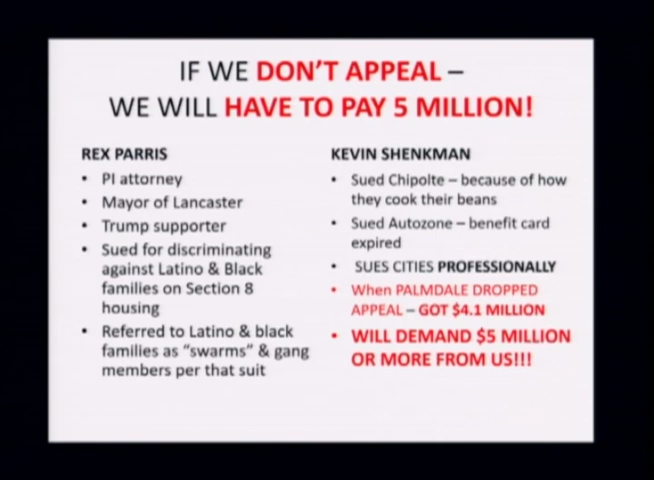 IF WE DON'T APPEAL –
WE WILL HAVE TO PAY 5 MILLION!
REX PARRIS
• PI attorney
• Mayor of Lancaster
• Trump supporter
• Sued for discriminating
against Latino & Black
families on Section 8
housing
• Referred to Latino & black
families as "swarms" & gang
members per that suit
KEVIN SHENKMAN
• Sued Chipolte – because of how
they cook their beans
• Sued Autozone – benefit card
expired
• SUES CITIES PROFESSIONALLY
• When PALMDALE DROPPED
APPEAL – GOT $4.1 MILLION
• WILL DEMAND $5 MILLION
OR MORE FROM US!!!